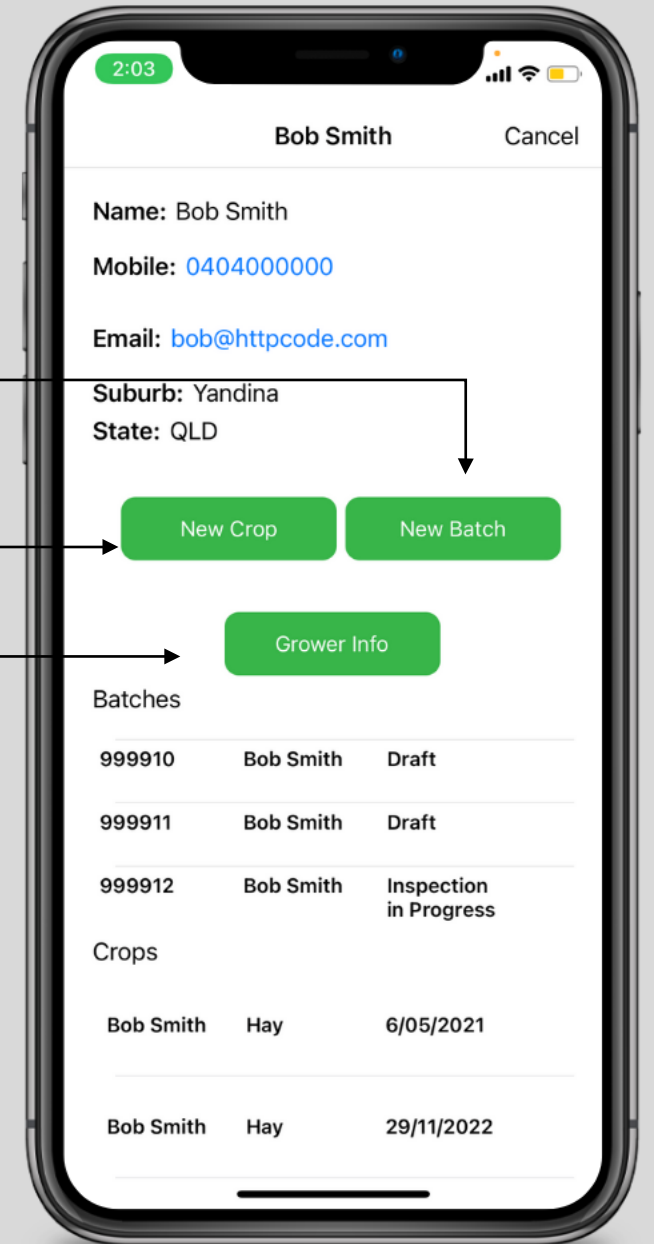 2:03
Bob Smith Cancel
Name: Bob Smith
Mobile: 0404000000
Email: bob@httpcode.com
Suburb: Yandina
State: QLD
New Crop New Batch
Grower Info
Batches
999910 Bob Smith Draft
999911 Bob Smith Draft
999912 Bob Smith Inspection
in Progress
Crops
Bob Smith Hay 6/05/2021
Bob Smith Hay 29/11/2022